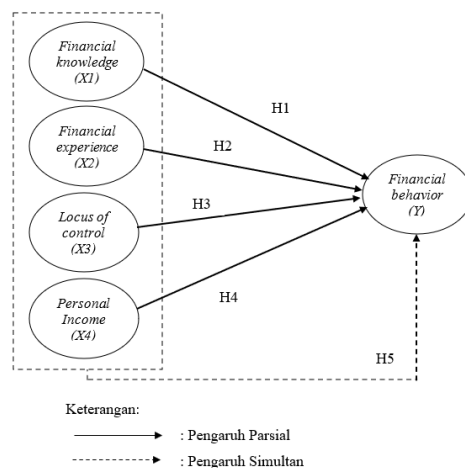 Financial
knowledge
(X1)
H1
Financial
experience
(X2)
H2
Financial
behavior
(Y)
Locus of
control
(X3)
H3
Personal
Income
(X4)
H4
H5
Keterangan:
: Pengaruh Parsial
: Pengaruh Simultan